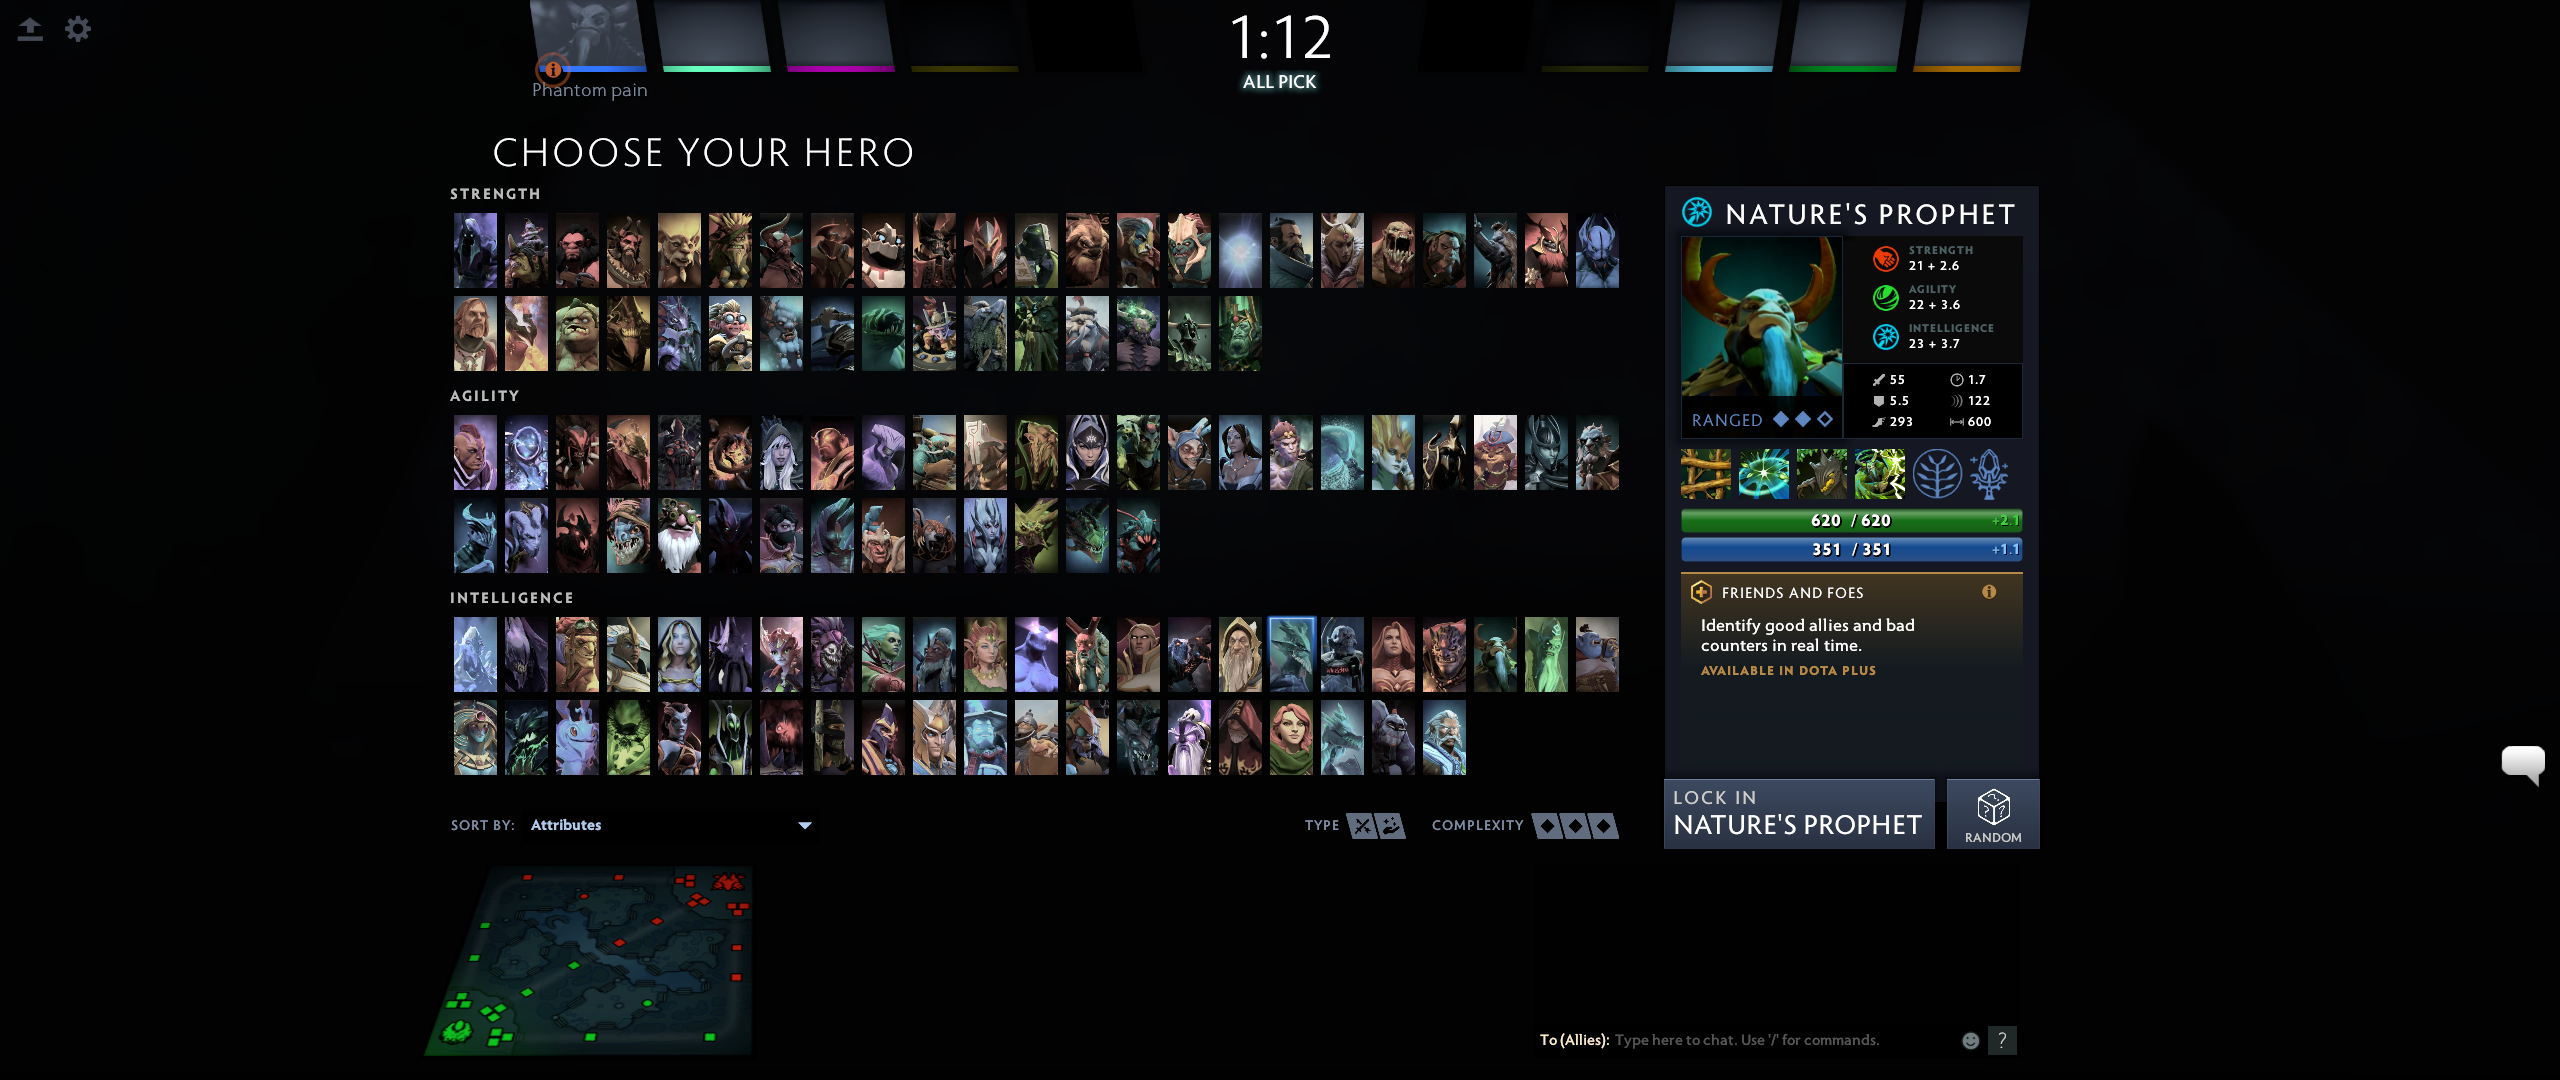 1:12
ALL PICK
Phantom pain
CHOOSE YOUR HERO
STRENGTH
AGILITY
INTELLIGENCE
NATURE'S PROPHET
STRENGTH
21 + 2.6
AGILITY
22 + 3.6
INTELLIGENCE
23 + 3.7
55 1.7
5.5 122
293 600
RANGED
620 / 620 +2.1
351 / 351 +1.1
FRIENDS AND FOES
Identify good allies and bad
counters in real time.
AVAILABLE IN DOTA PLUS
LOCK IN
NATURE'S PROPHET
RANDOM
SORT BY: Attributes
TYPE COMPLEXITY
To (Allies): Type here to chat. Use '/' for commands. ?